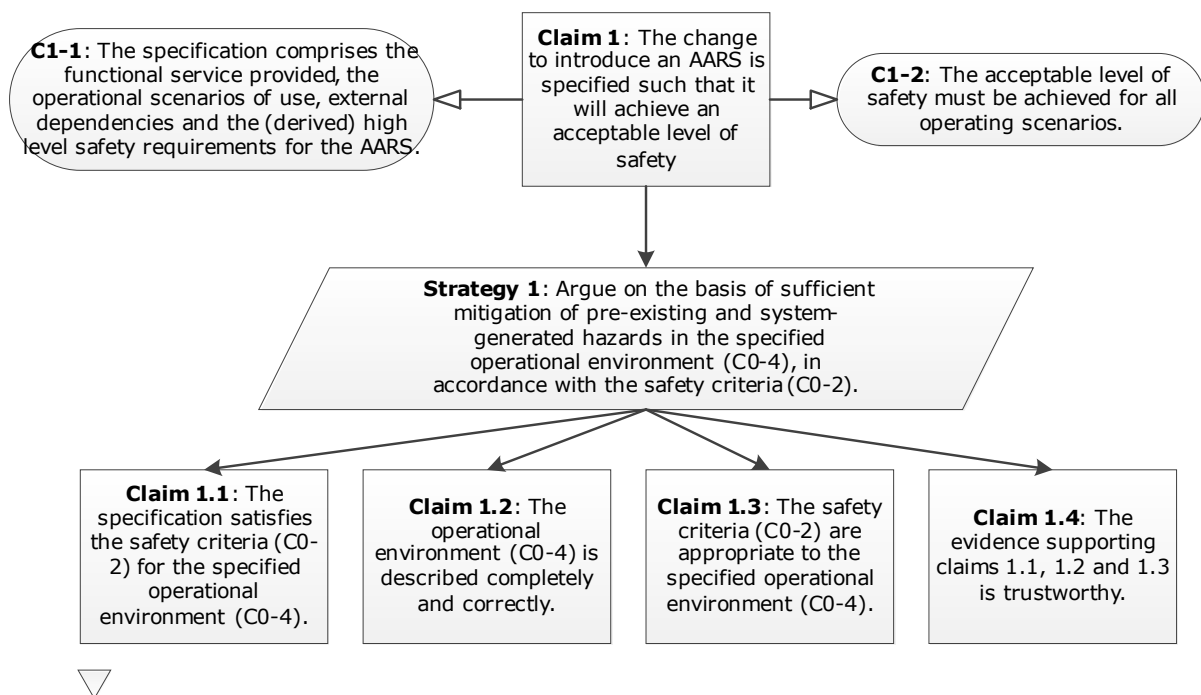 C1-1: The specification comprises the
functional service provided, the
operational scenarios of use, external
dependencies and the (derived) high
level safety requirements for the AARS.
Claim 1: The change
to introduce an AARS is
specified such that it
will achieve an
acceptable level of
safety
C1-2: The acceptable level of
safety must be achieved for all
operating scenarios.
Strategy 1: Argue on the basis of sufficient
mitigation of pre-existing and system-
generated hazards in the specified
operational environment (C0-4), in
accordance with the safety criteria (C0-2).
Claim 1.1: The
specification satisfies
the safety criteria (C0-
2) for the specified
operational
environment (C0-4).
Claim 1.2: The
operational
environment (C0-4) is
described completely
and correctly.
Claim 1.3: The safety
criteria (C0-2) are
appropriate to the
specified operational
environment (C0-4).
Claim 1.4: The
evidence supporting
claims 1.1, 1.2 and 1.3
is trustworthy.